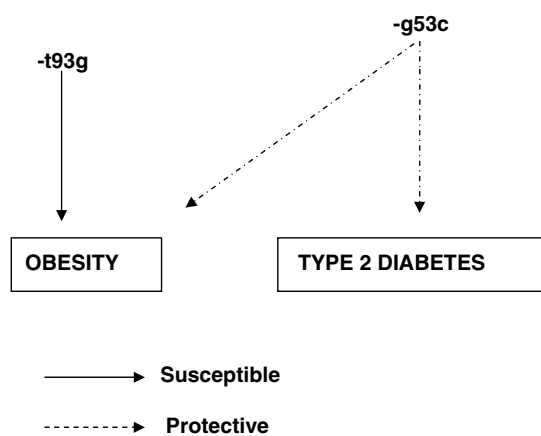 -g53c
-t93g
OBESITY
TYPE 2 DIABETES
Susceptible
Protective